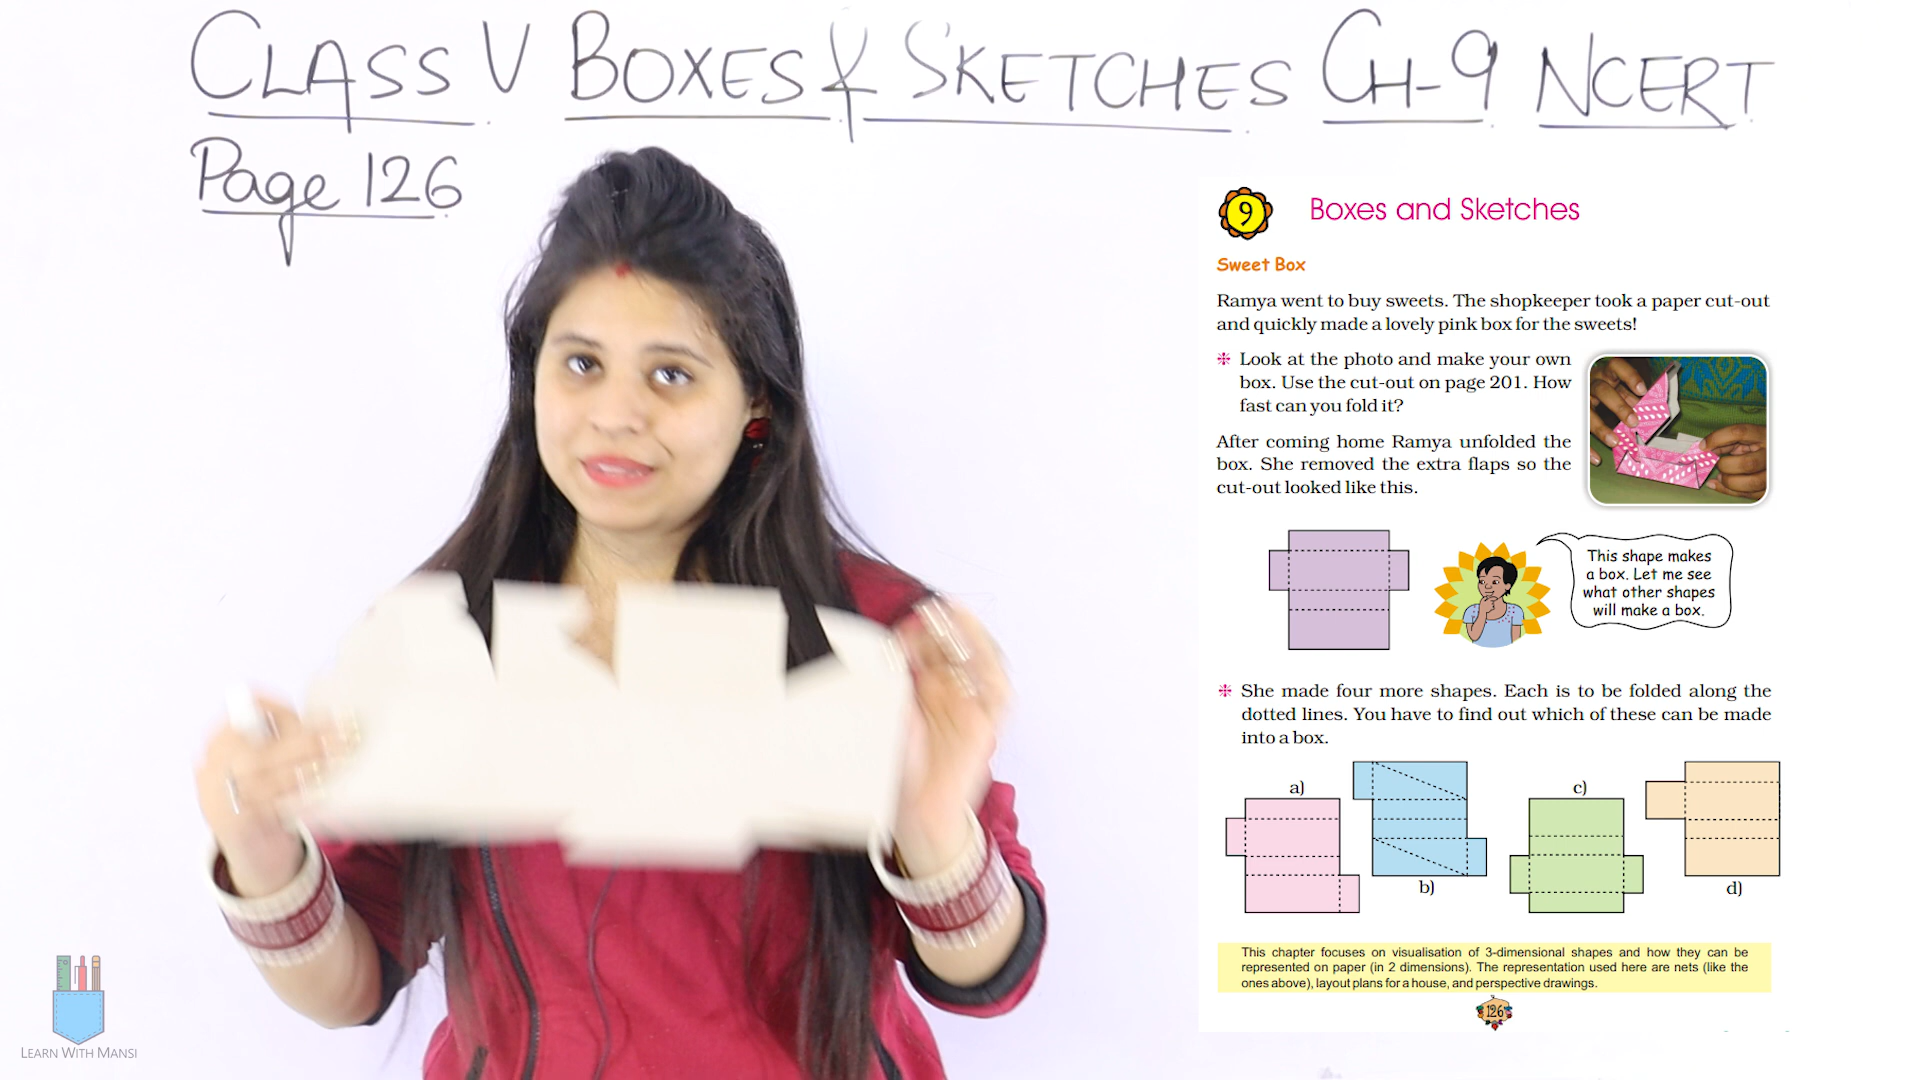 CLASS V BOXES & SKETCHES CH-9 NCERT
Page 126
9
Boxes and Sketches
Sweet Box
Ramya went to buy sweets. The shopkeeper took a paper cut-out
and quickly made a lovely pink box for the sweets!
Look at the photo and make your own
box. Use the cut-out on page 201. How
fast can you fold it?
After coming home Ramya unfolded the
box. She removed the extra flaps so the
cut-out looked like this.
This shape makes
a box. Let me see
what other shapes
will make a box.
She made four more shapes. Each is to be folded along the
dotted lines. You have to find out which of these can be made
into a box.
a)
b)
c)
d)
This chapter focuses on visualisation of 3-dimensional shapes and how they can be
represented on paper (in 2 dimensions). The representation used here are nets (like the
ones above), layout plans for a house, and perspective drawings.
126
LEARN WITH MANSI